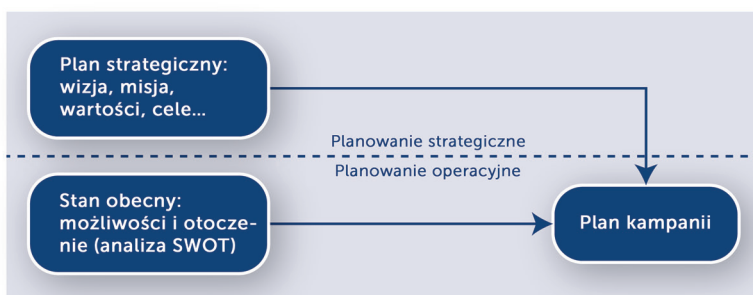 Plan strategiczny:
wizja, misja,
wartości, cele...
Planowanie strategiczne
Planowanie operacyjne
Stan obecny:
możliwości i otocze-
nie (analiza SWOT)
Plan kampanii